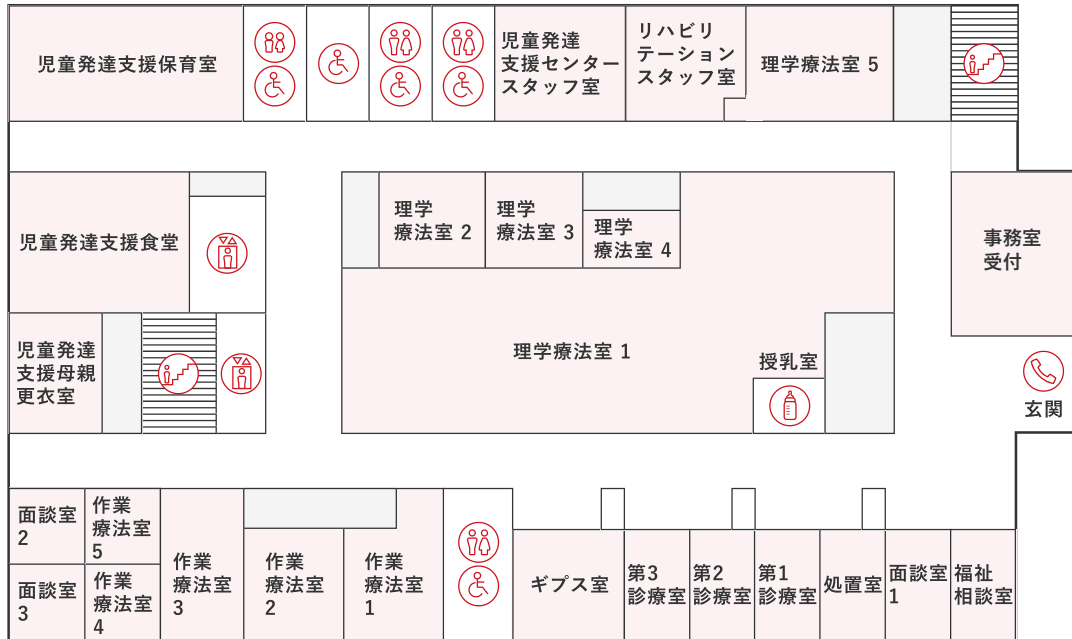 児童発達支援保育室
児童発達
支援センター
スタッフ室
リハビリ
テーション
スタッフ室
理学療法室 5
児童発達支援食堂
理学
療法室 2
理学
療法室 3
理学
療法室 4
事務室
受付
児童発達
支援母親
更衣室
理学療法室 1
授乳室
玄関
面談室
2
作業
療法室
5
面談室
3
作業
療法室
4
作業
療法室
3
作業
療法室
2
作業
療法室
1
ギプス室
第3
診療室
第2
診療室
第1
診療室
処置室
面談室
1
福祉
相談室